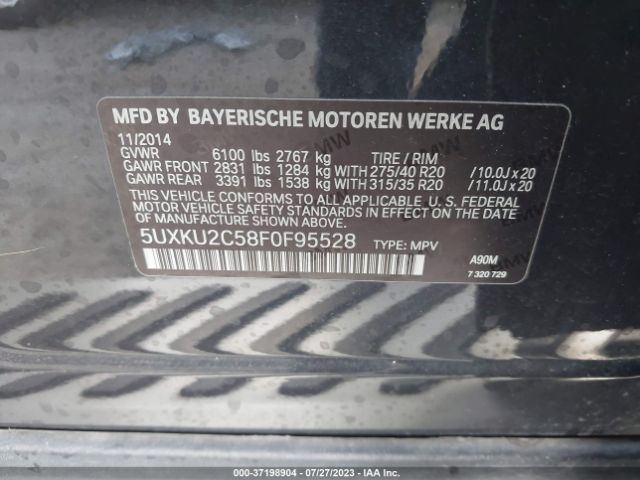 MFD BY BAYERISCHE MOTOREN WERKE AG
11/2014
GVWR 6100 lbs 2767 kg TIRE / RIM
GAWR FRONT 2831 lbs 1284 kg WITH 275/40 R20 / 10.0J x 20
GAWR REAR 3391 lbs 1538 kg WITH 315/35 R20 / 11.0J x 20
THIS VEHICLE CONFORMS TO ALL APPLICABLE U. S. FEDERAL
MOTOR VEHICLE SAFETY STANDARDS IN EFFECT ON THE DATE
OF MANUFACTURE SHOWN ABOVE.
5UXKU2C58F0F95528 TYPE: MPV
A90M
7 320 729
000-37198904 / 07/27/2023 - IAA Inc.